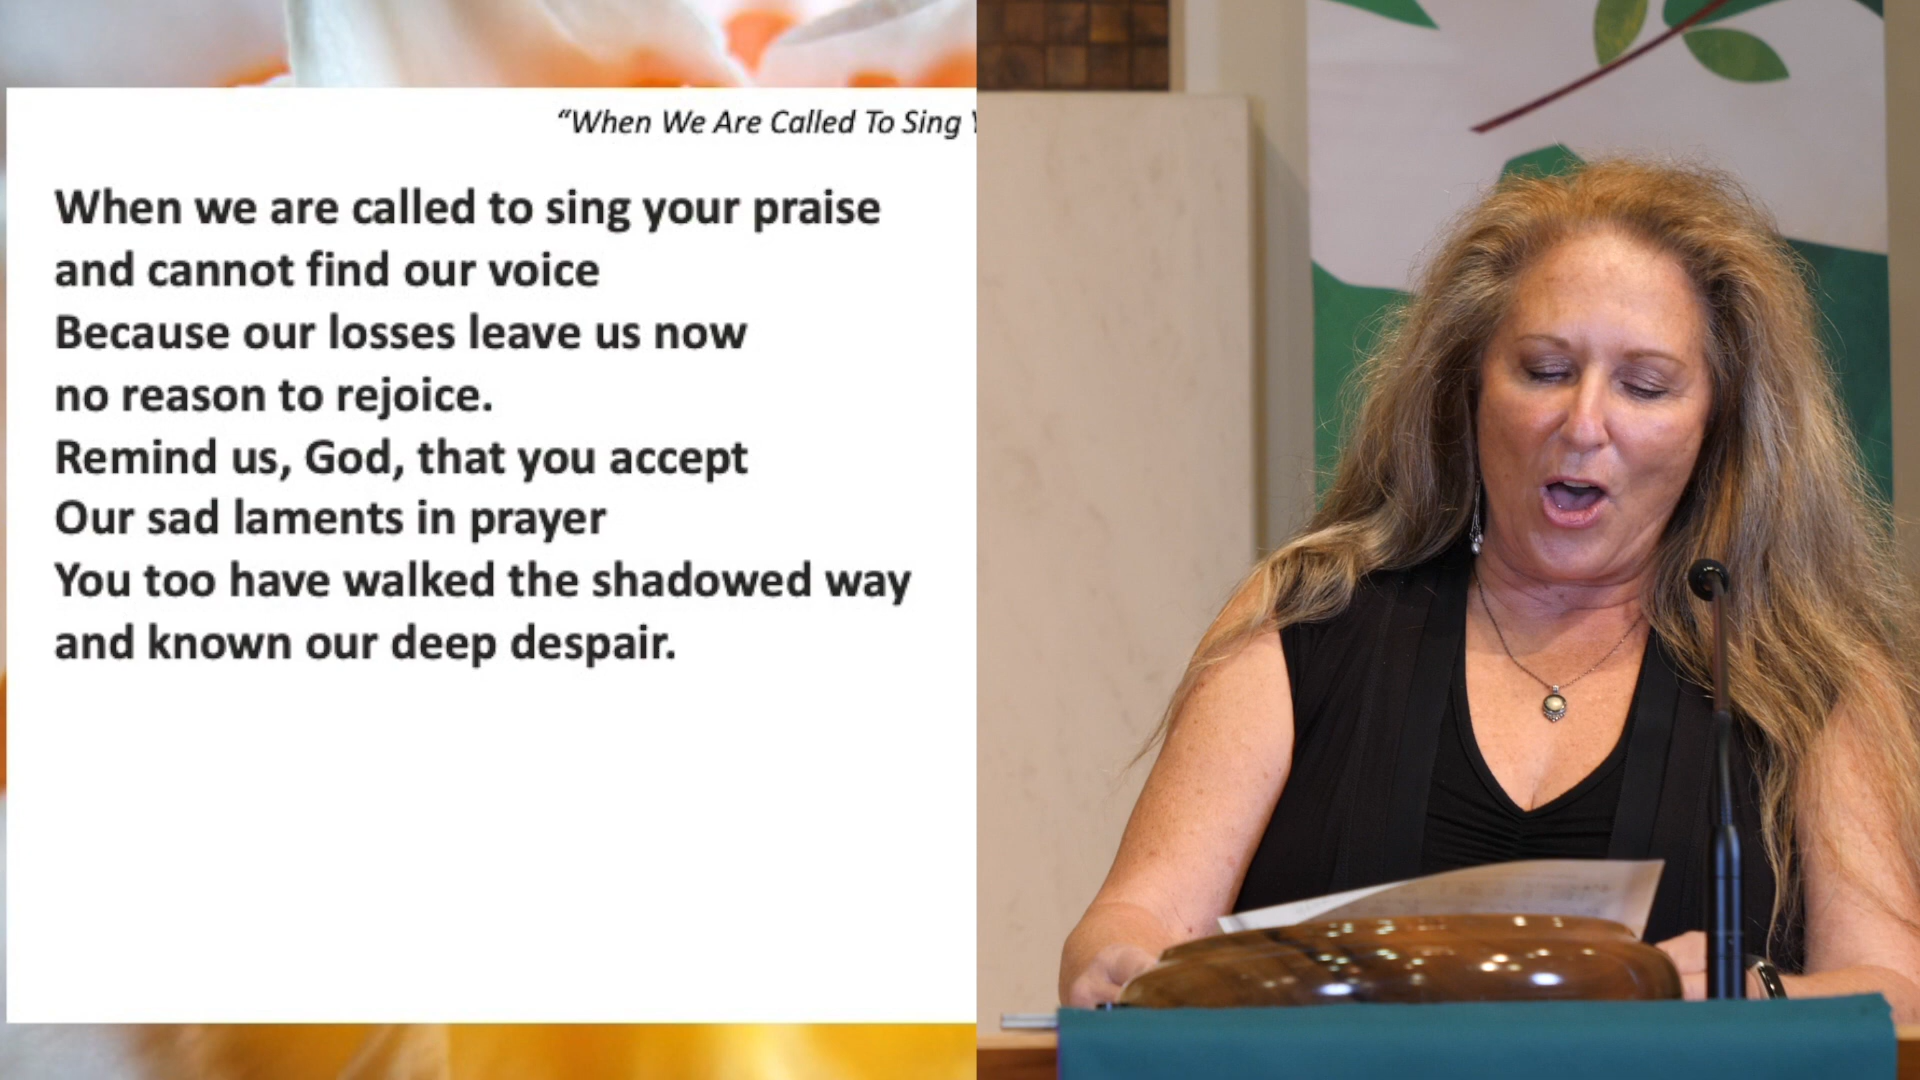 “When We Are Called To Sing
When we are called to sing your praise
and cannot find our voice
Because our losses leave us now
no reason to rejoice.
Remind us, God, that you accept
Our sad laments in prayer
You too have walked the shadowed way
and known our deep despair.